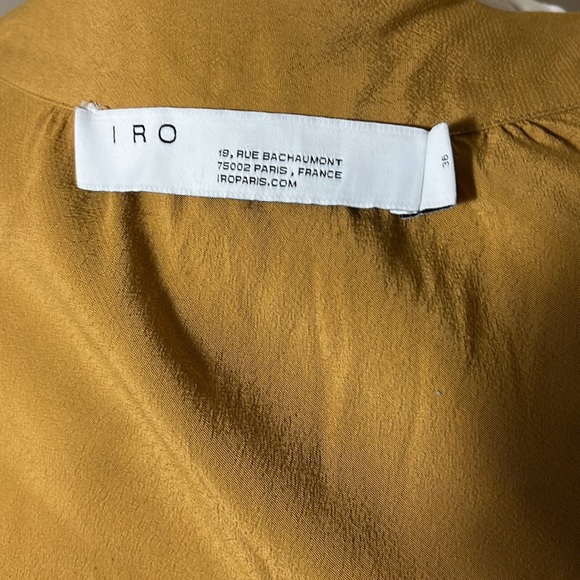 IRO
19, RUE BACHAUMONT
75002 PARIS, FRANCE
IROPARIS.COM
36